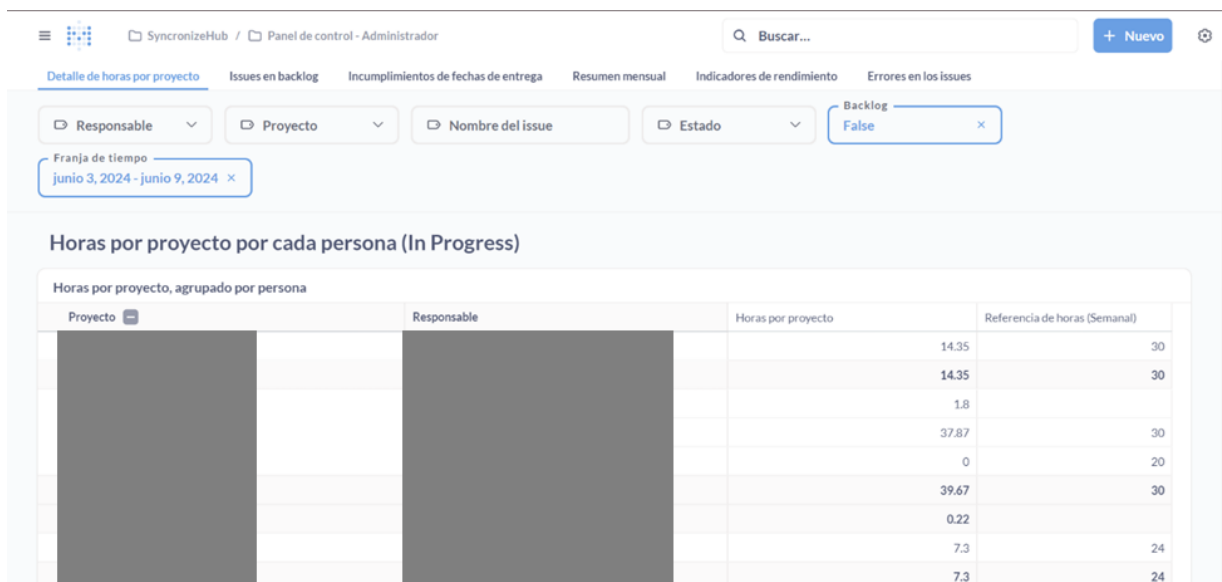 SyncronizeHub / Panel de control - Administrador
Buscar...
+ Nuevo
Detalle de horas por proyecto Issues en backlog Incumplimientos de fechas de entrega Resumen mensual Indicadores de rendimiento Errores en los issues
Responsable Proyecto Nombre del issue Estado
Backlog
False ×
Franja de tiempo
junio 3, 2024 - junio 9, 2024 ×
Horas por proyecto por cada persona (In Progress)
Horas por proyecto, agrupado por persona
Proyecto Responsable Horas por proyecto Referencia de horas (Semanal)
14.35 30
14.35 30
1.8
37.87 30
0 20
39.67 30
0.22
7.3 24
7.3 24